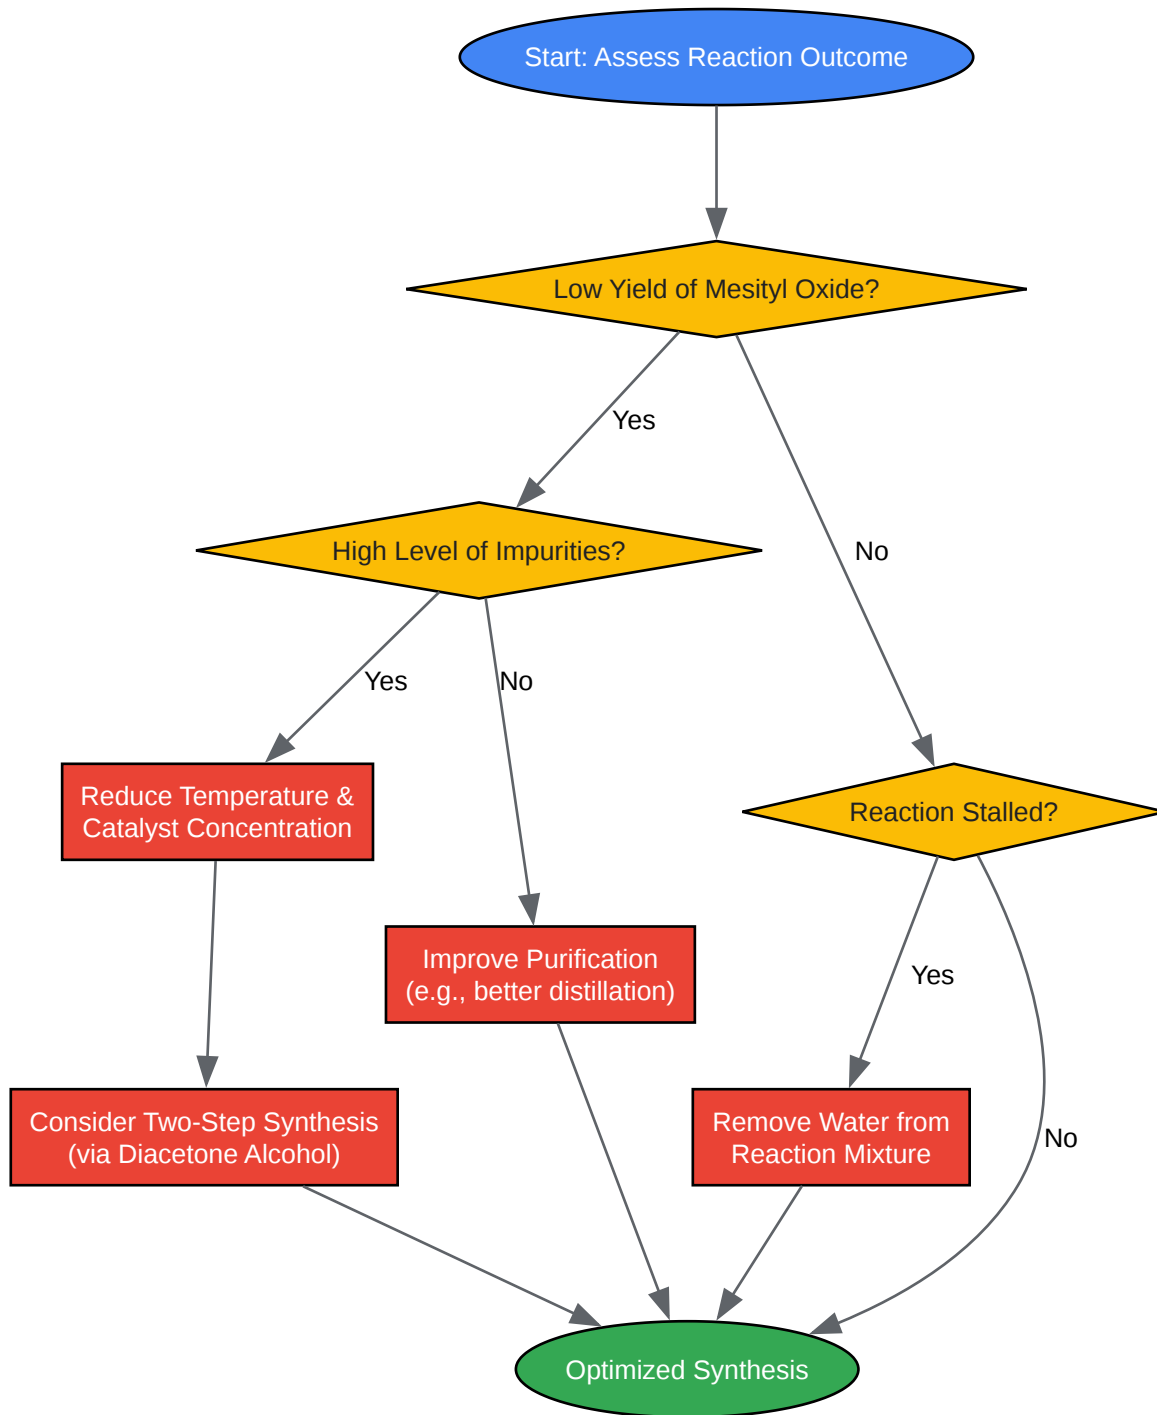 Start: Assess Reaction Outcome
Low Yield of Mesityl Oxide?
Yes
No
High Level of Impurities?
Yes
No
Reduce Temperature &
Catalyst Concentration
Reaction Stalled?
Improve Purification
(e.g., better distillation)
Yes
No
Consider Two-Step Synthesis
(via Diacetone Alcohol)
Remove Water from
Reaction Mixture
Optimized Synthesis